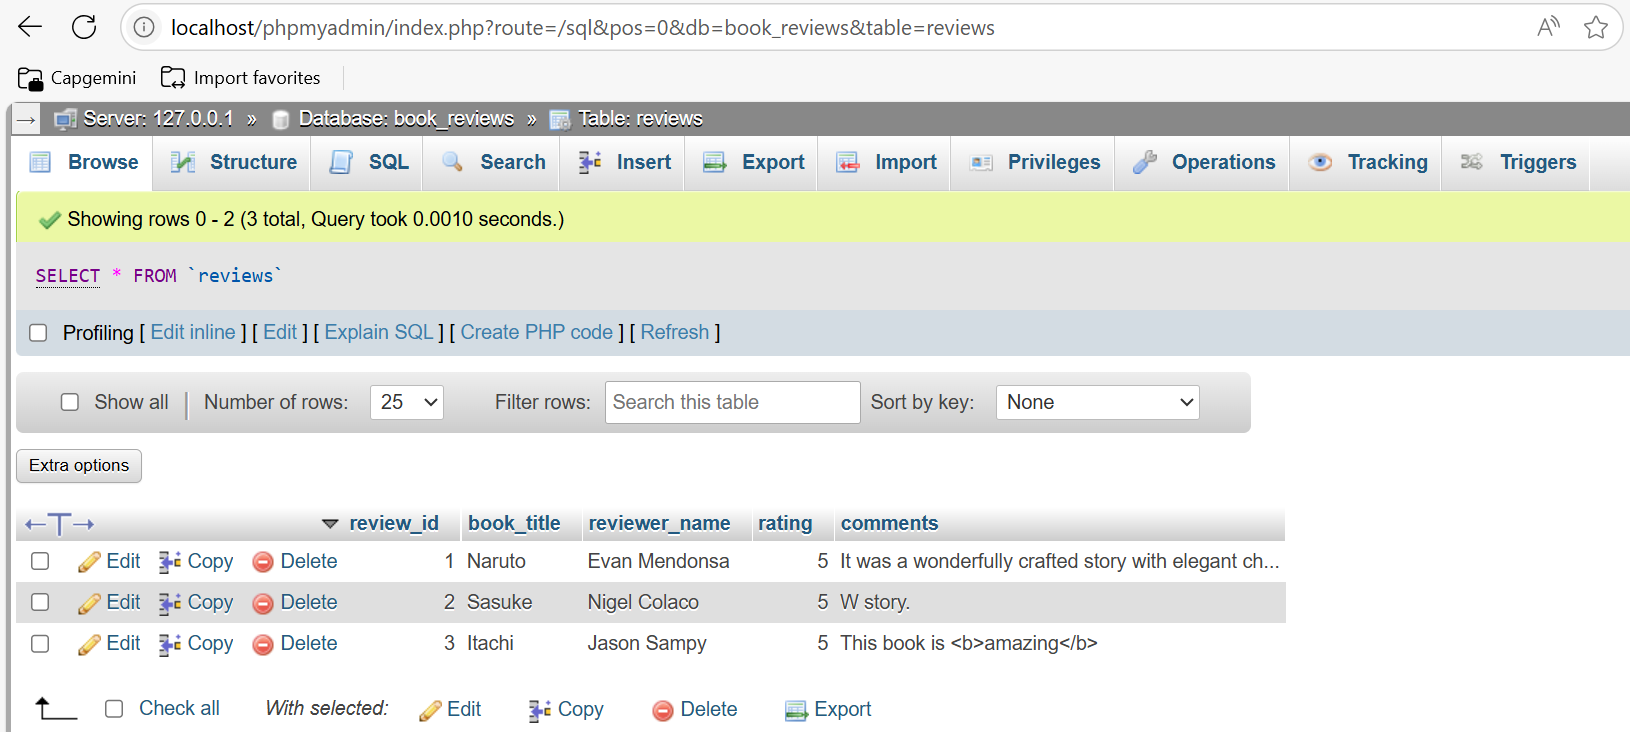 localhost/phpmyadmin/index.php?route=/sql&pos=0&db=book_reviews&table=reviews
Capgemini Import favorites
Server: 127.0.0.1 » Database: book_reviews » Table: reviews
Browse Structure SQL Search Insert Export Import Privileges Operations Tracking Triggers
Showing rows 0 - 2 (3 total, Query took 0.0010 seconds.)
SELECT * FROM `reviews`
Profiling [ Edit inline ] [ Edit ] [ Explain SQL ] [ Create PHP code ] [ Refresh ]
Show all | Number of rows: 25 Filter rows: Search this table Sort by key: None
Extra options
←T→ review_id book_title reviewer_name rating comments
Edit Copy Delete 1 Naruto Evan Mendonsa 5 It was a wonderfully crafted story with elegant ch...
Edit Copy Delete 2 Sasuke Nigel Colaco 5 W story.
Edit Copy Delete 3 Itachi Jason Sampy 5 This book is <b>amazing</b>
Check all With selected: Edit Copy Delete Export